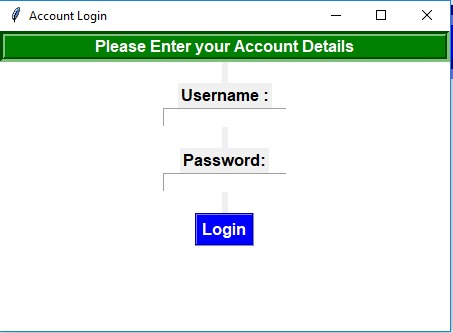 Account Login
Please Enter your Account Details
Username :
Password:
Login